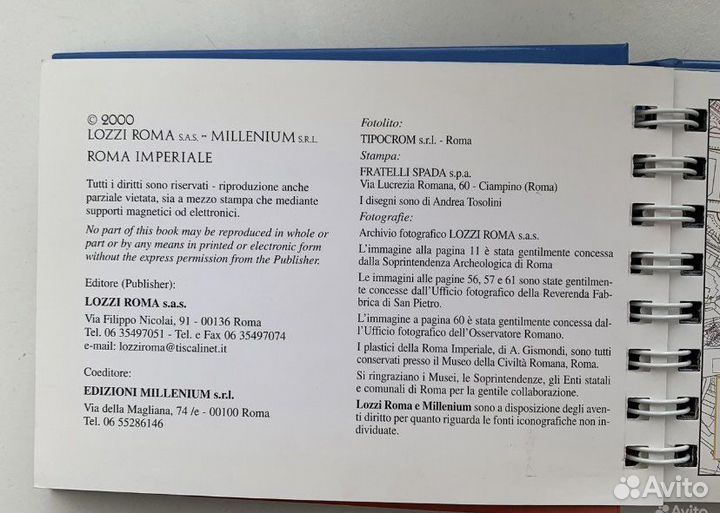 © 2000
LOZZI ROMA S.A.S. - MILLENIUM S.R.L.
ROMA IMPERIALE
Tutti i diritti sono riservati - riproduzione anche
parziale vietata, sia a mezzo stampa che mediante
supporti magnetici od elettronici.
No part of this book may be reproduced in whole or
part or by any means in printed or electronic form
without the express permission from the Publisher.
Editore (Publisher):
LOZZI ROMA s.a.s.
Via Filippo Nicolai, 91 - 00136 Roma
Tel. 06 35497051 - Tel. e Fax 06 35497074
e-mail: lozziroma@tiscalinet.it
Coeditore:
EDIZIONI MILLENIUM s.r.l.
Via della Magliana, 74 /e - 00100 Roma
Tel. 06 55286146
Fotolito:
TIPOCROM s.r.l. - Roma
Stampa:
FRATELLI SPADA s.p.a.
Via Lucrezia Romana, 60 - Ciampino (Roma)
I disegni sono di Andrea Tosolini
Fotografie:
Archivio fotografico LOZZI ROMA s.a.s.
L'immagine alla pagina 11 è stata gentilmente concessa
dalla Soprintendenza Archeologica di Roma
Le immagini alle pagine 56, 57 e 61 sono state gentilmen-
te concesse dall'Ufficio fotografico della Reverenda Fab-
brica di San Pietro.
L'immagine a pagina 60 è stata gentilmente concessa dal-
l'Ufficio fotografico dell'Osservatore Romano.
I plastici della Roma Imperiale, di A. Gismondi, sono tutti
conservati presso il Museo della Civiltà Romana, Roma.
Si ringraziano i Musei, le Soprintendenze, gli Enti statali
e comunali di Roma per la gentile collaborazione.
Lozzi Roma e Millenium sono a disposizione degli aven-
ti diritto per quanto riguarda le fonti iconografiche non in-
dividuate.
Avito
Avito